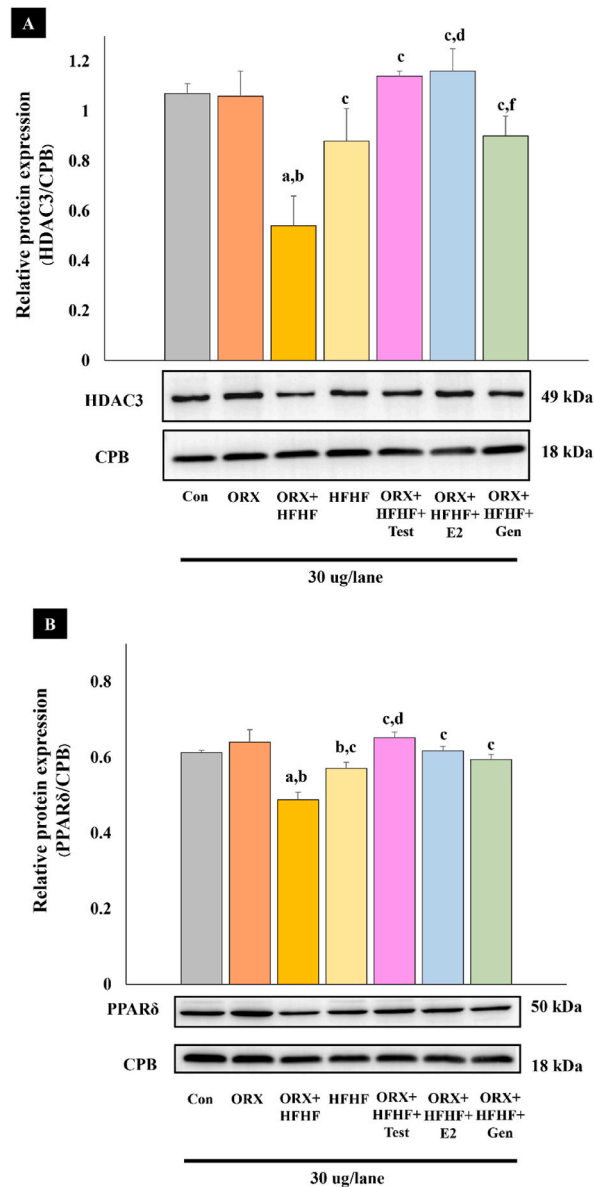 A
Relative protein expression
(HDAC3/CPB)
1.2
1
0.8
0.6
0.4
0.2
0
a,b
c
c
c,d
c,f
HDAC3
49 kDa
CPB
18 kDa
Con
ORX
ORX+
HFHF
HFHF
ORX+
HFHF+
Test
ORX+
HFHF+
E2
ORX+
HFHF+
Gen
30 ug/lane
B
Relative protein expression
(PPARδ/CPB)
0.8
0.6
0.4
0.2
0
a,b
b,c
c,d
c
c
PPARδ
50 kDa
CPB
18 kDa
Con
ORX
ORX+
HFHF
HFHF
ORX+
HFHF+
Test
ORX+
HFHF+
E2
ORX+
HFHF+
Gen
30 ug/lane